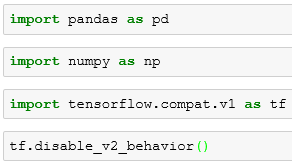 import pandas as pd
import numpy as np
import tensorflow.compat.v1 as tf
tf.disable_v2_behavior()